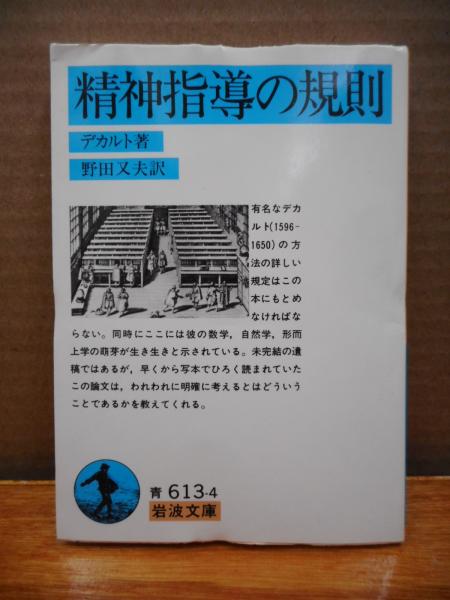 精神指導の規則
デカルト著
野田又夫訳
有名なデカ
ルト(1596-
1650)の方
法の詳しい
規定はこの
本にもとめ
なければな
らない。同時にここには彼の数学，自然学，形而
上学の萌芽が生き生きと示されている。未完結の遺
稿ではあるが，早くから写本でひろく読まれていた
この論文は，われわれに明確に考えるとはどういう
ことであるかを教えてくれる。
青 613-4
岩波文庫